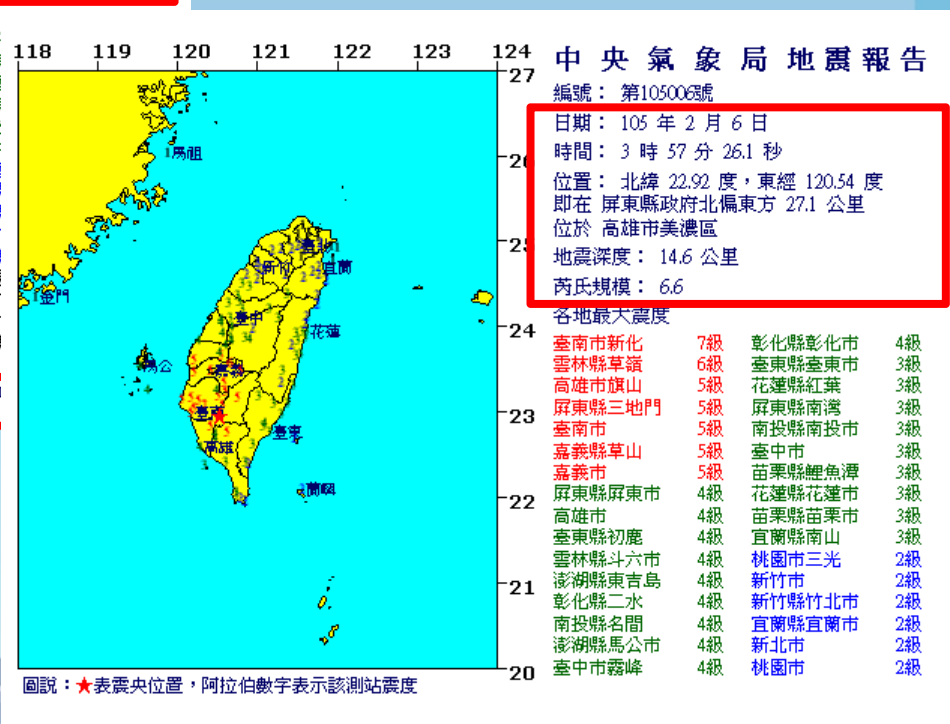 118 119 120 121 122 123 124
中央氣象局地震報告
27
編號： 第105006號
日期： 105 年 2 月 6 日
時間： 3 時 57 分 26.1 秒
26
馬祖
位置： 北緯 22.92 度，東經 120.54 度
即在 屏東縣政府北偏東方 27.1 公里
位於 高雄市美濃區
25
臺北
新竹
宜蘭
地震深度： 14.6 公里
金門
芮氏規模： 6.6
臺中
各地最大震度
24
花蓮
臺南市新化 7級 彰化縣彰化市 4級
馬公
嘉義
雲林縣草嶺 6級 臺東縣臺東市 3級
高雄市旗山 5級 花蓮縣紅葉 3級
23
臺南
屏東縣三地門 5級 屏東縣南灣 3級
臺南市 5級 南投縣南投市 3級
臺東
高雄
嘉義縣草山 5級 臺中市 3級
嘉義市 5級 苗栗縣鯉魚潭 3級
蘭嶼
屏東縣屏東市 4級 花蓮縣花蓮市 3級
22
高雄市 4級 苗栗縣苗栗市 3級
臺東縣初鹿 4級 宜蘭縣南山 3級
雲林縣斗六市 4級 桃園市三光 2級
21
澎湖縣東吉島 4級 新竹市 2級
彰化縣二水 4級 新竹縣竹北市 2級
南投縣名間 4級 宜蘭縣宜蘭市 2級
澎湖縣馬公市 4級 新北市 2級
20
臺中市霧峰 4級 桃園市 2級
圖說：★表震央位置，阿拉伯數字表示該測站震度